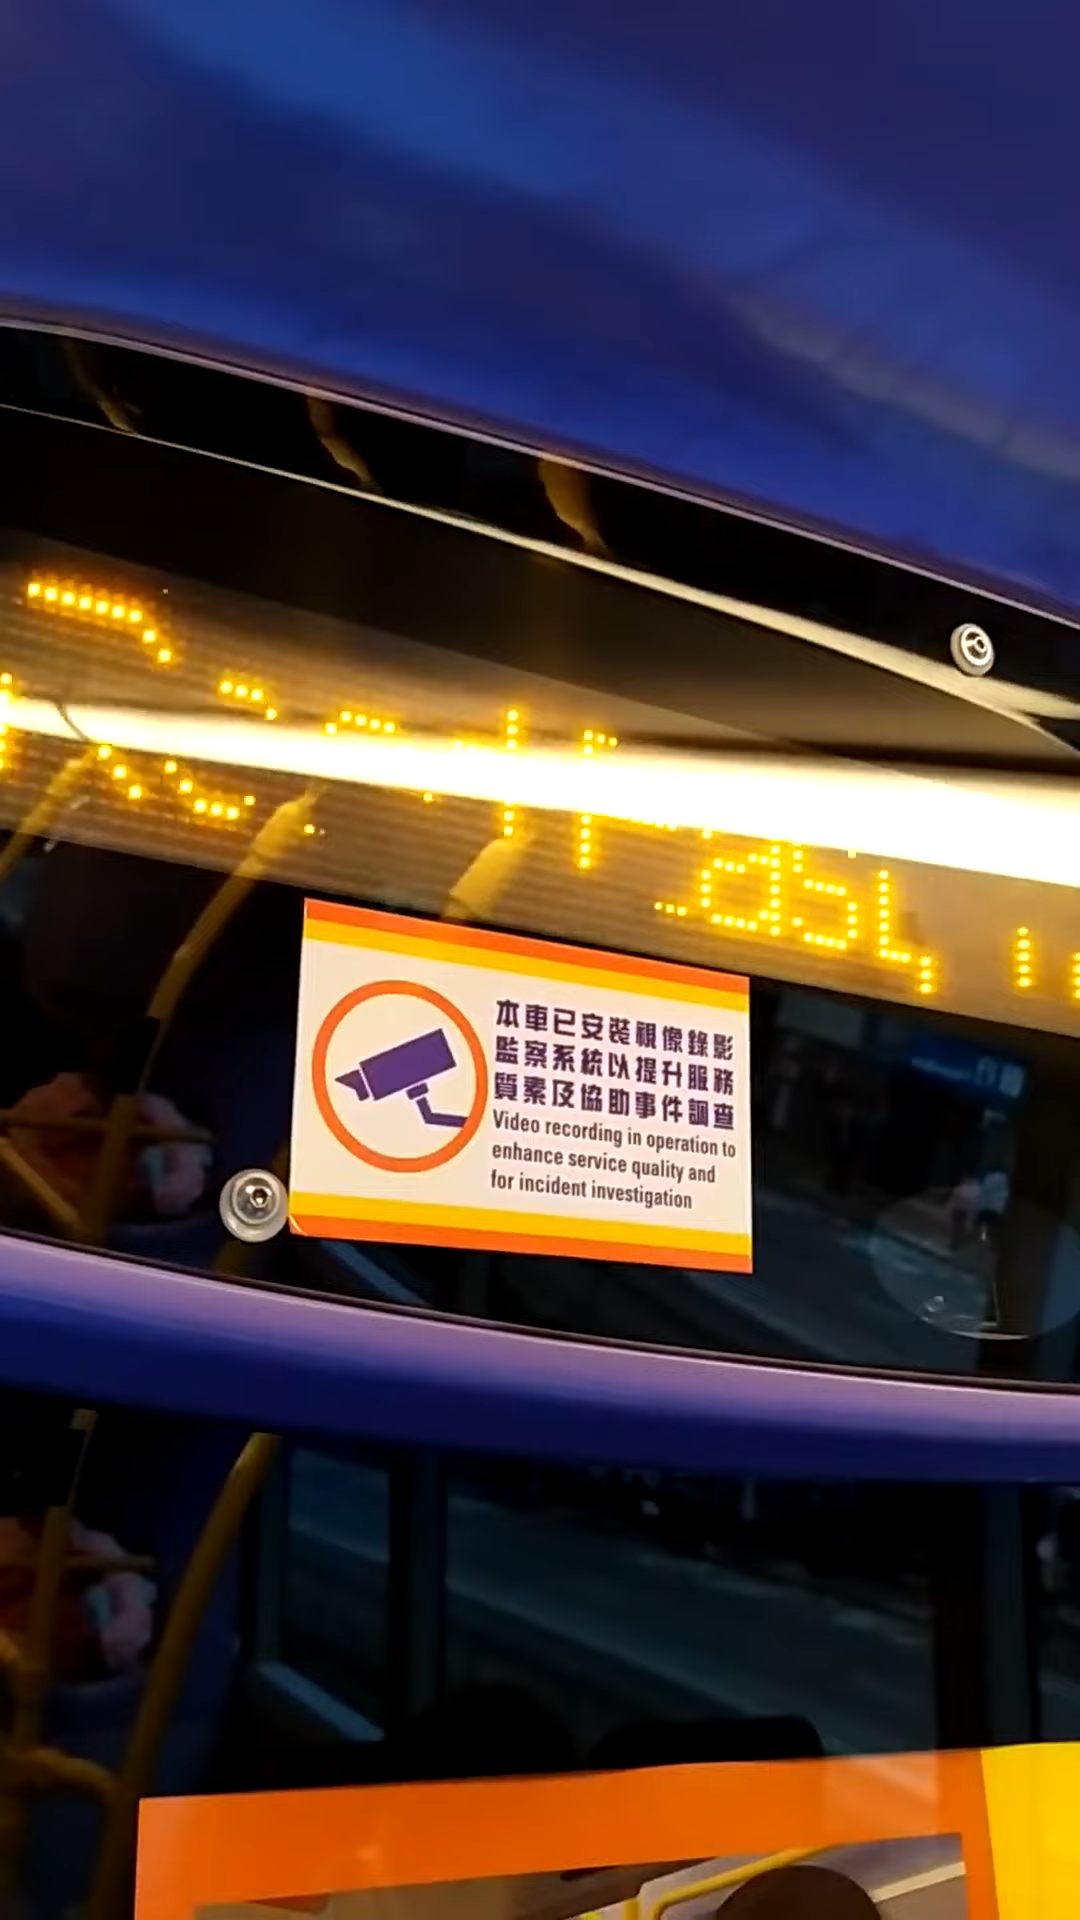 本車已安裝視像錄影
監察系統以提升服務
質素及協助事件調查
Video recording in operation to
enhance service quality and
for incident investigation